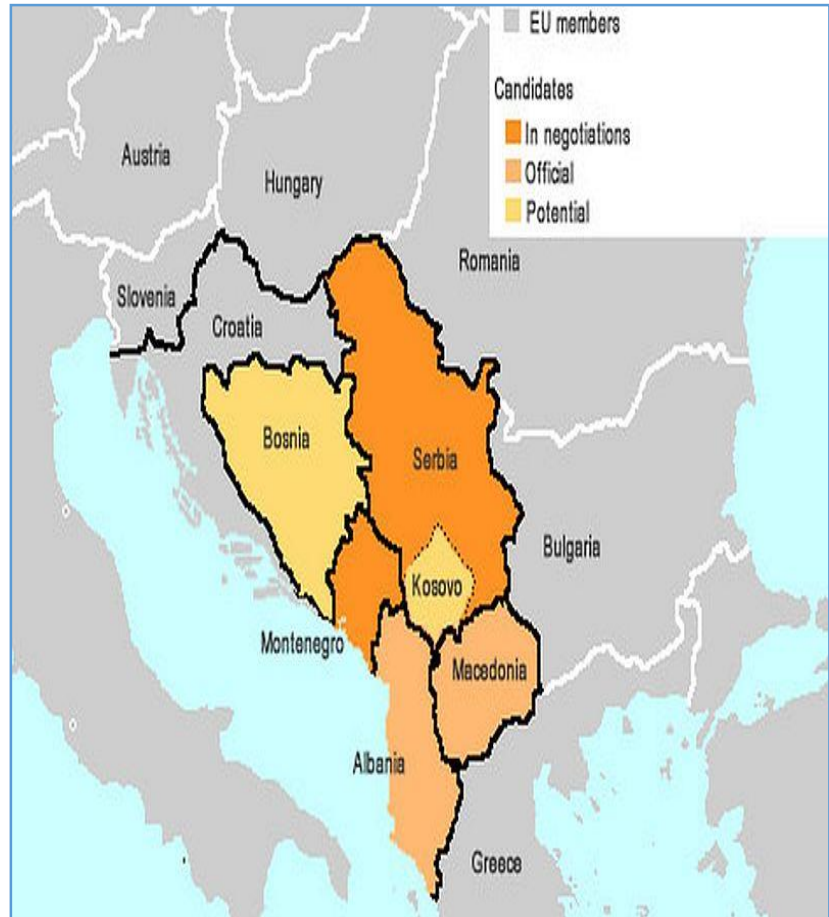 EU members
Candidates
In negotiations
Official
Potential
Austria
Hungary
Romania
Slovenia
Croatia
Bosnia
Serbia
Bulgaria
Kosovo
Montenegro
Macedonia
Albania
Greece